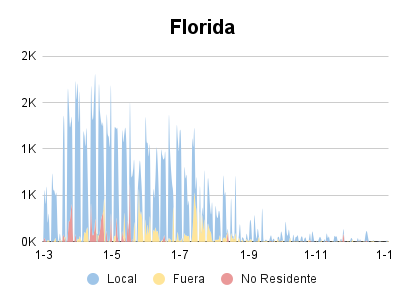 Florida
2K
2K
1K
1K
0K
1-3 1-5 1-7 1-9 1-11 1-1
Local Fuera No Residente